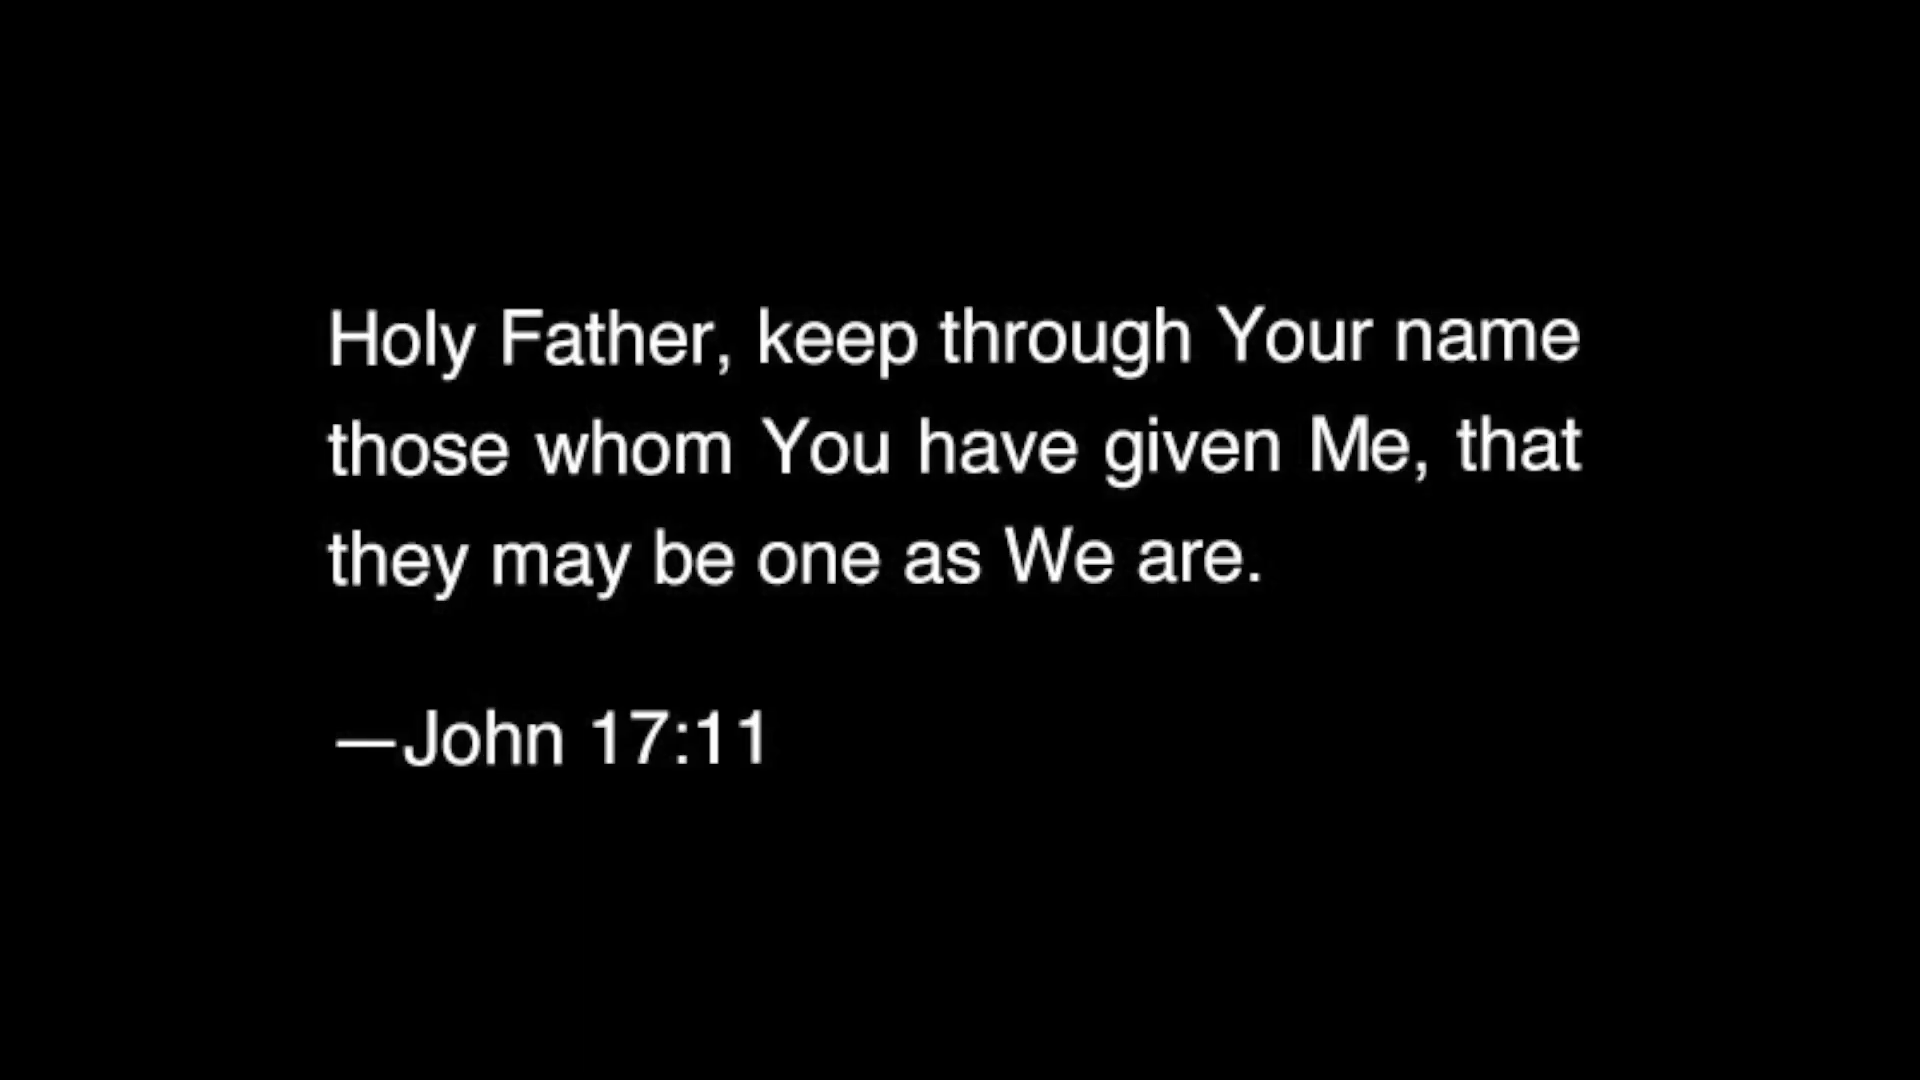 Holy Father, keep through Your name
those whom You have given Me, that
they may be one as We are.
—John 17:11